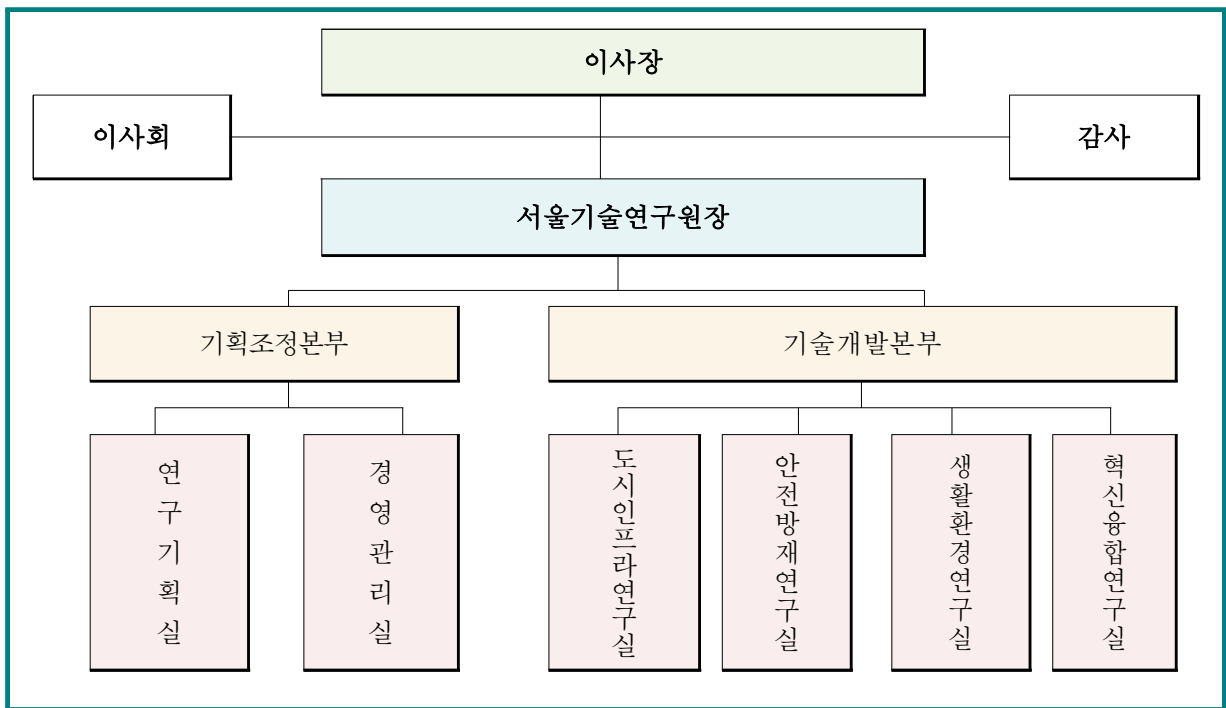 이사장
이사회
감사
서울기술연구원장
기획조정본부
기술개발본부
연구기획실
경영관리실
도시인프라연구실
안전방재연구실
생활환경연구실
혁신융합연구실